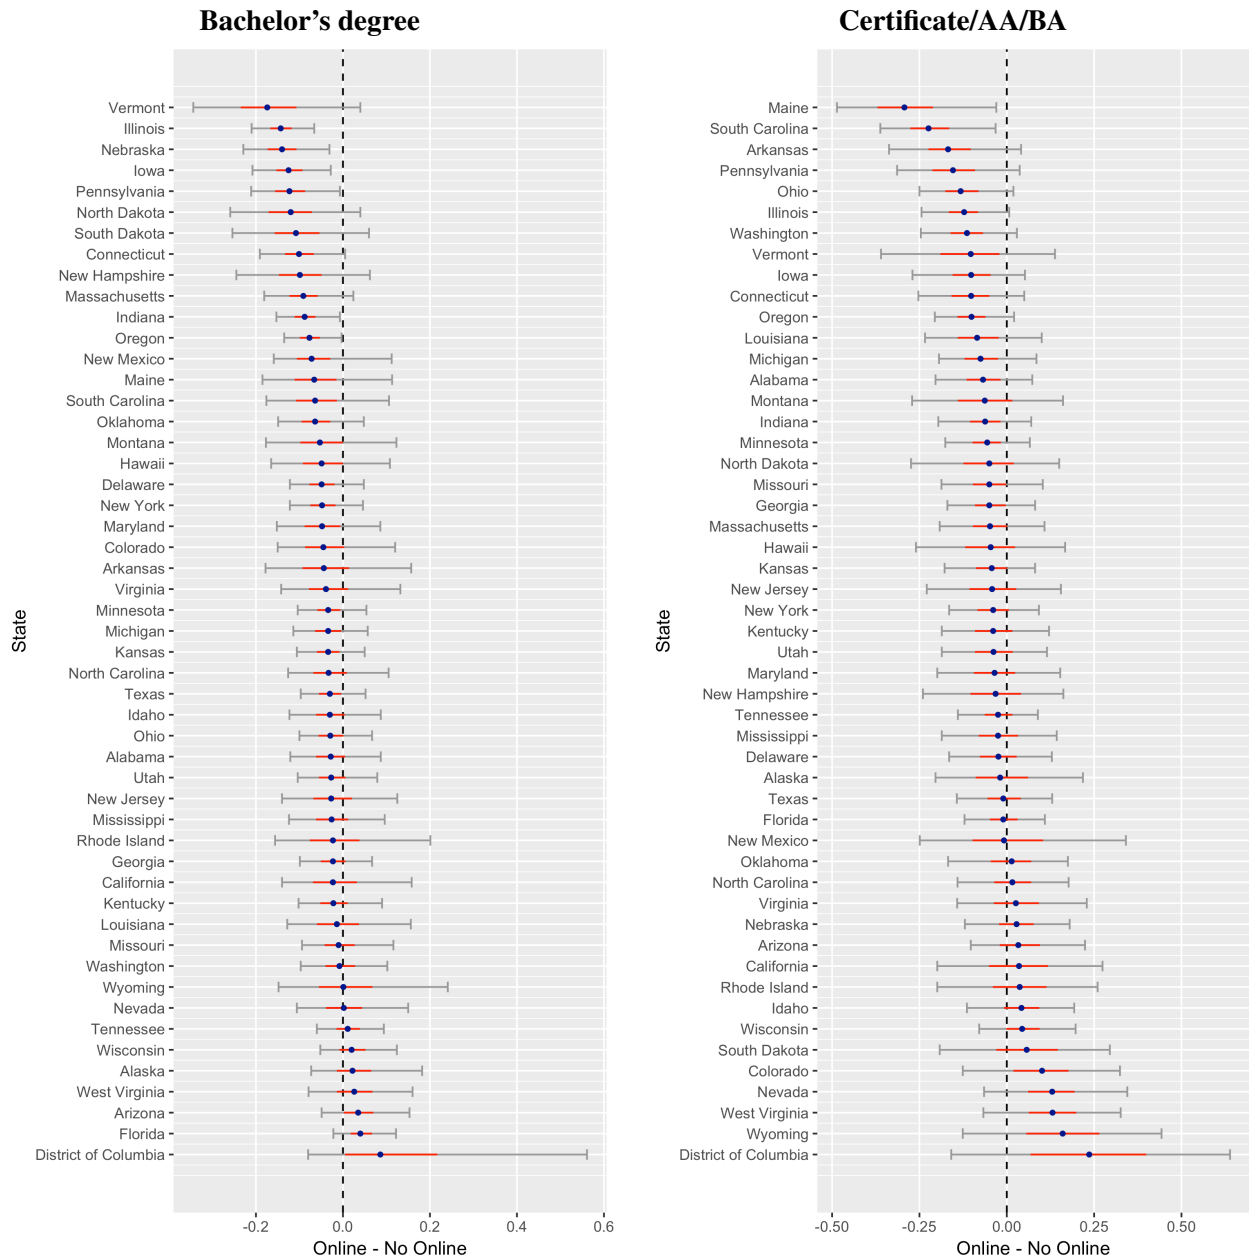 Bachelor's degree
Vermont
Illinois
Nebraska
Iowa
Pennsylvania
North Dakota
South Dakota
Connecticut
New Hampshire
Massachusetts
Indiana
Oregon
New Mexico
Maine
South Carolina
Oklahoma
Montana
Hawaii
Delaware
New York
Maryland
Colorado
Arkansas
Virginia
Minnesota
Michigan
Kansas
North Carolina
Texas
Idaho
Ohio
Alabama
Utah
New Jersey
Mississippi
Rhode Island
Georgia
California
Kentucky
Louisiana
Missouri
Washington
Wyoming
Nevada
Tennessee
Wisconsin
Alaska
West Virginia
Arizona
Florida
District of Columbia
State
-0.2 0.0 0.2 0.4 0.6
Online - No Online
Certificate/AA/BA
Maine
South Carolina
Arkansas
Pennsylvania
Ohio
Illinois
Washington
Vermont
Iowa
Connecticut
Oregon
Louisiana
Michigan
Alabama
Montana
Indiana
Minnesota
North Dakota
Missouri
Georgia
Massachusetts
Hawaii
Kansas
New Jersey
New York
Kentucky
Utah
Maryland
New Hampshire
Tennessee
Mississippi
Delaware
Alaska
Texas
Florida
New Mexico
Oklahoma
North Carolina
Virginia
Nebraska
Arizona
California
Rhode Island
Idaho
Wisconsin
South Dakota
Colorado
Nevada
West Virginia
Wyoming
District of Columbia
State
-0.50 -0.25 0.00 0.25 0.50
Online - No Online